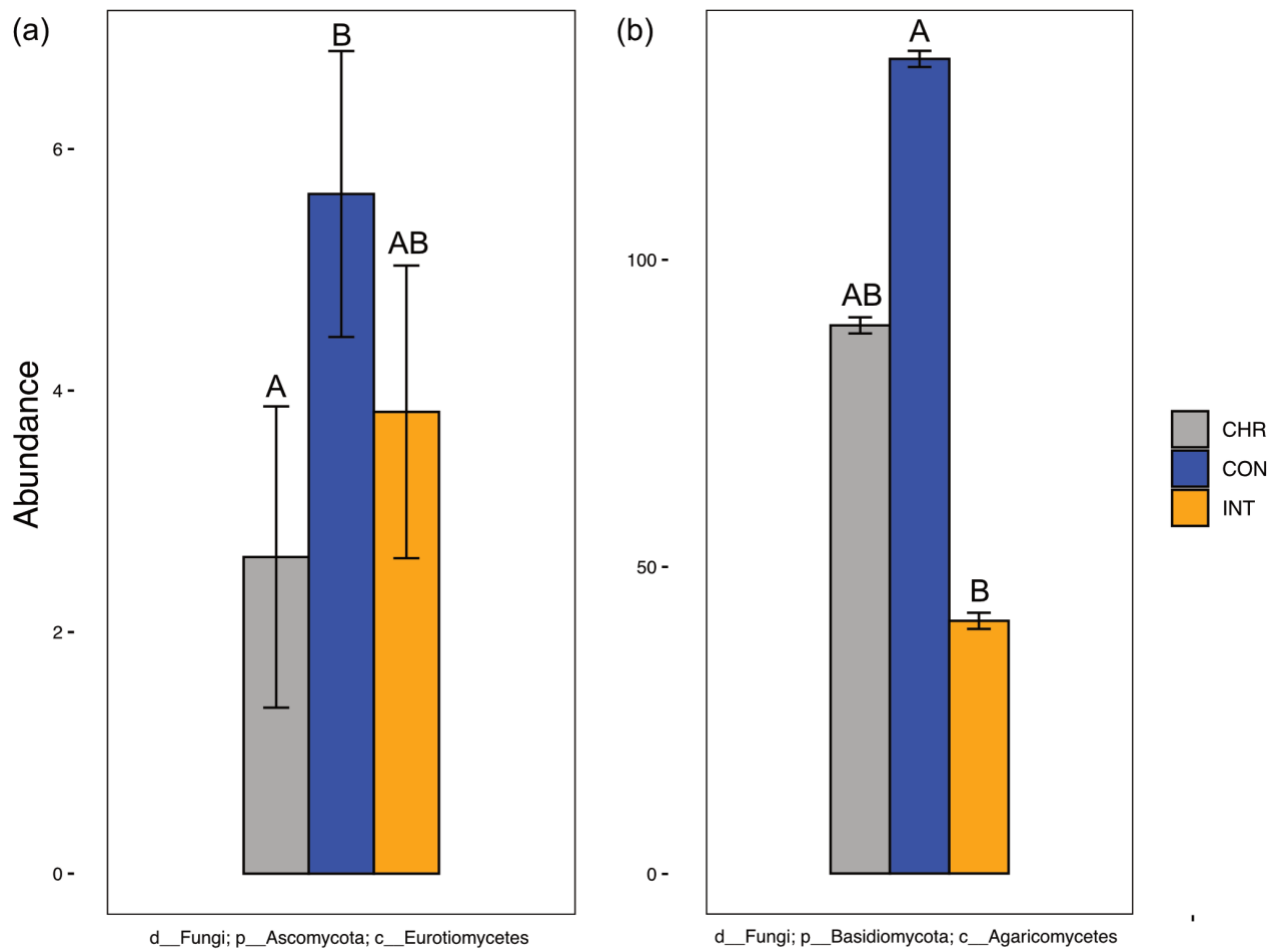 (a)
B
6
AB
A
Abundance
4
2
0
d__Fungi; p__Ascomycota; c__Eurotiomycetes
(b)
A
100
AB
50
B
0
d__Fungi; p__Basidiomycota; c__Agaricomycetes
CHR
CON
INT